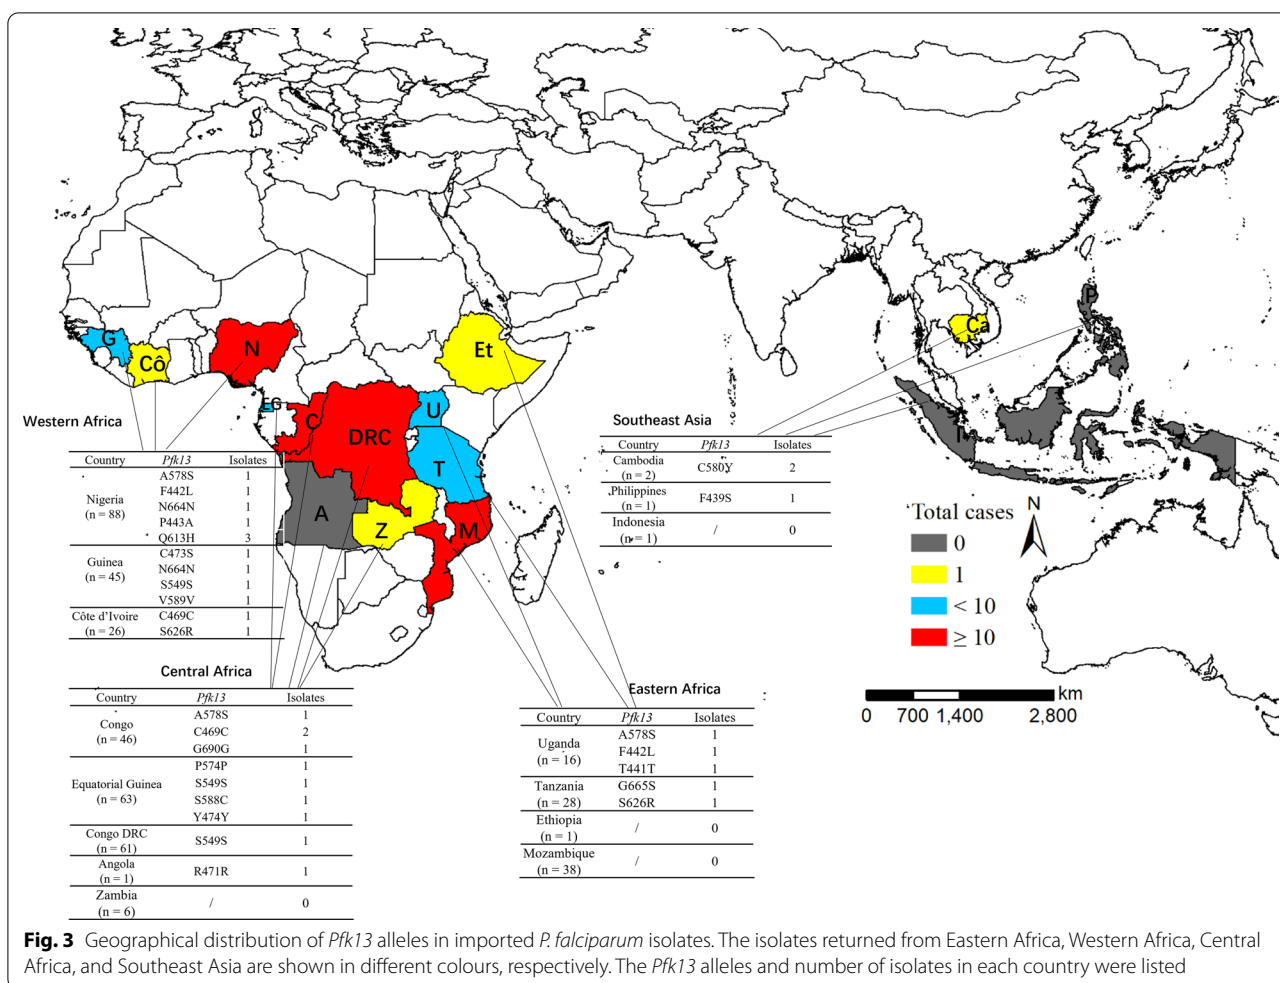 G
Cô
N
Et
EG
C
DRC
U
T
A
Z
M
Ca
P
I
Western Africa
Country Pfk13 Isolates
Nigeria
(n = 88)
A578S 1
F442L 1
N664N 1
P443A 1
Q613H 3
Guinea
(n = 45)
C473S 1
N664N 1
S549S 1
V589V 1
Côte d'Ivoire
(n = 26)
C469C 1
S626R 1
Central Africa
Country Pfk13 Isolates
Congo
(n = 46)
A578S 1
C469C 2
G690G 1
Equatorial Guinea
(n = 63)
P574P 1
S549S 1
S588C 1
Y474Y 1
Congo DRC
(n = 61)
S549S 1
Angola
(n = 1)
R471R 1
Zambia
(n = 6)
/ 0
Eastern Africa
Country Pfk13 Isolates
Uganda
(n = 16)
A578S 1
F442L 1
T441T 1
Tanzania
(n = 28)
G665S 1
S626R 1
Ethiopia
(n = 1)
/ 0
Mozambique
(n = 38)
/ 0
Southeast Asia
Country Pfk13 Isolates
Cambodia
(n = 2)
C580Y 2
Philippines
(n = 1)
F439S 1
Indonesia
(n = 1)
/ 0
Total cases
0
1
< 10
≥ 10
N
km
0 700 1,400 2,800
Fig. 3 Geographical distribution of Pfk13 alleles in imported P. falciparum isolates. The isolates returned from Eastern Africa, Western Africa, Central
Africa, and Southeast Asia are shown in different colours, respectively. The Pfk13 alleles and number of isolates in each country were listed